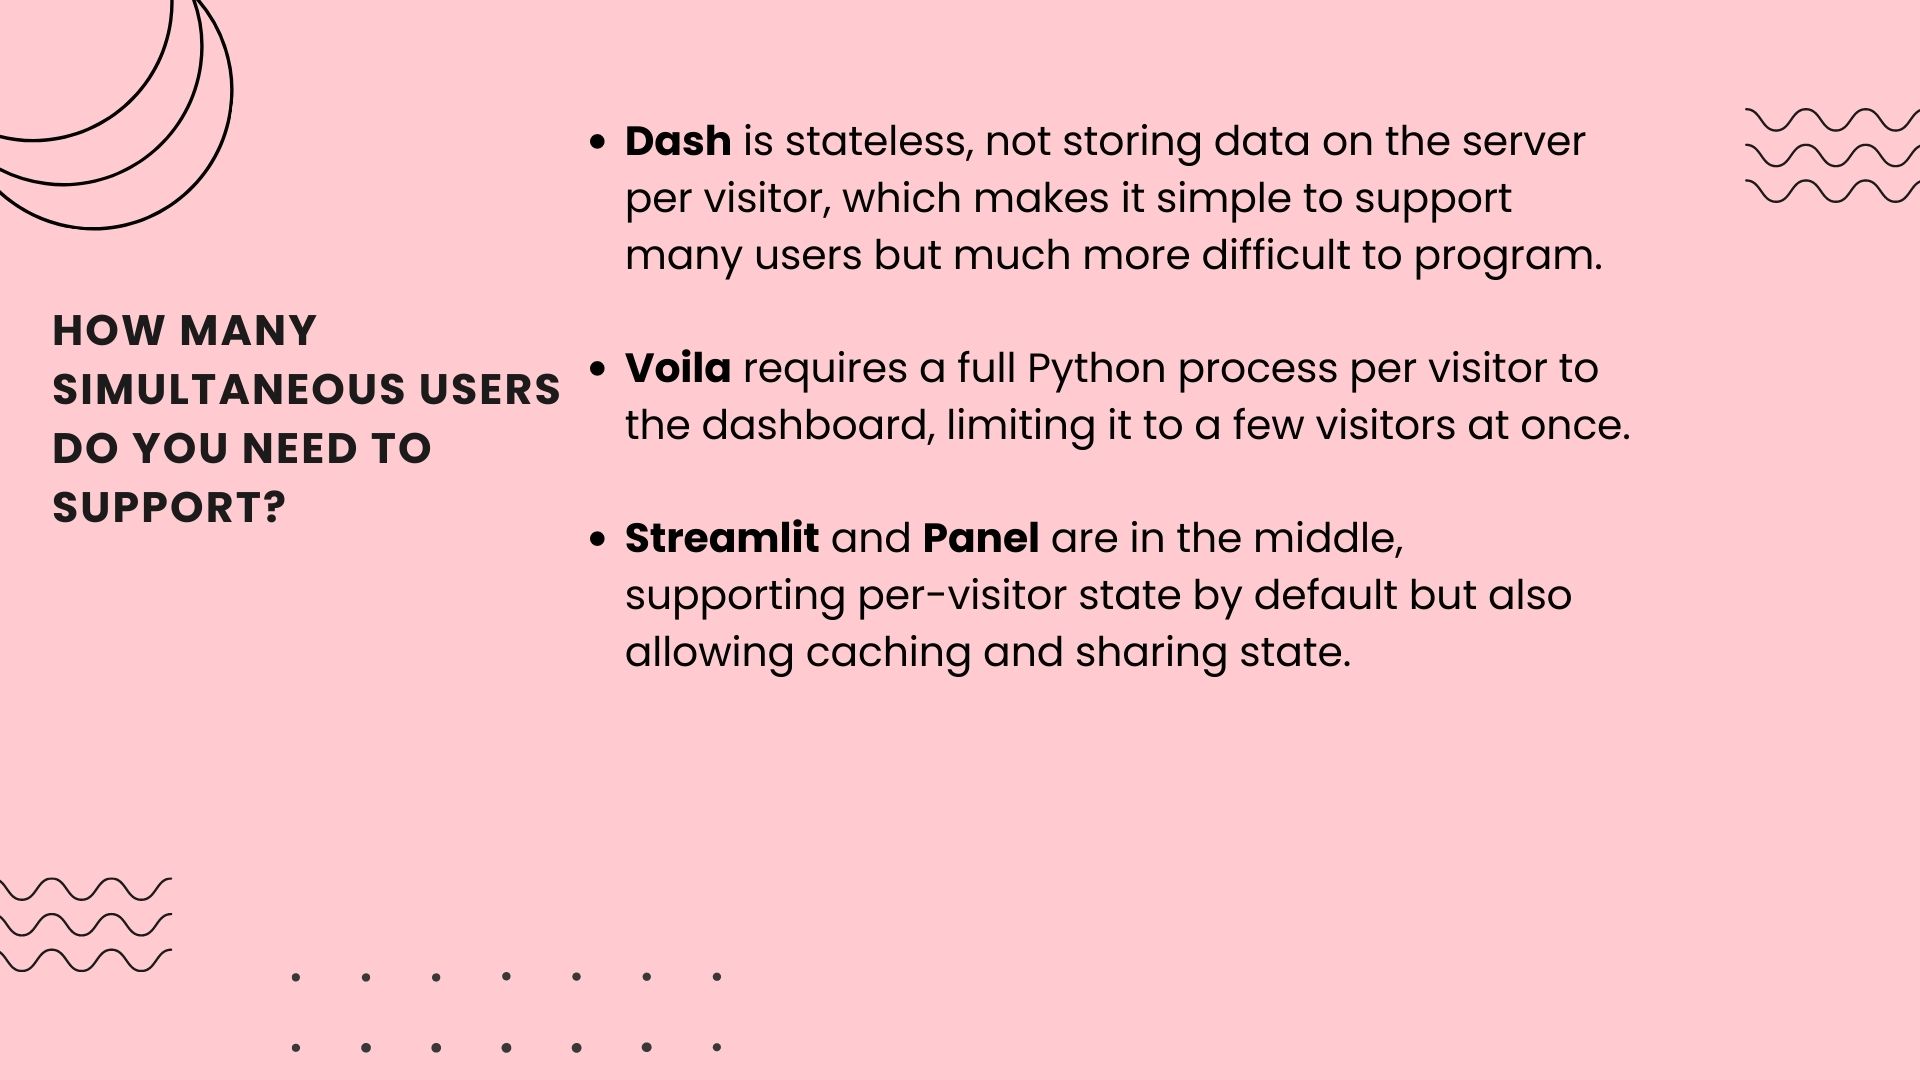 HOW MANY
SIMULTANEOUS USERS
DO YOU NEED TO
SUPPORT?
• Dash is stateless, not storing data on the server
per visitor, which makes it simple to support
many users but much more difficult to program.
• Voila requires a full Python process per visitor to
the dashboard, limiting it to a few visitors at once.
• Streamlit and Panel are in the middle,
supporting per-visitor state by default but also
allowing caching and sharing state.